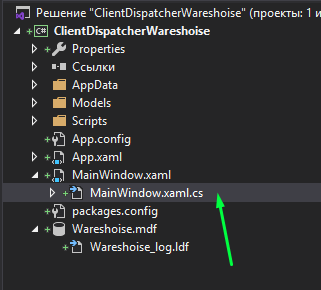 Решение "ClientDispatcherWareshoise" (проекты: 1 и
ClientDispatcherWareshoise
Properties
Ссылки
AppData
Models
Scripts
App.config
App.xaml
MainWindow.xaml
MainWindow.xaml.cs
packages.config
Wareshoise.mdf
Wareshoise_log.ldf